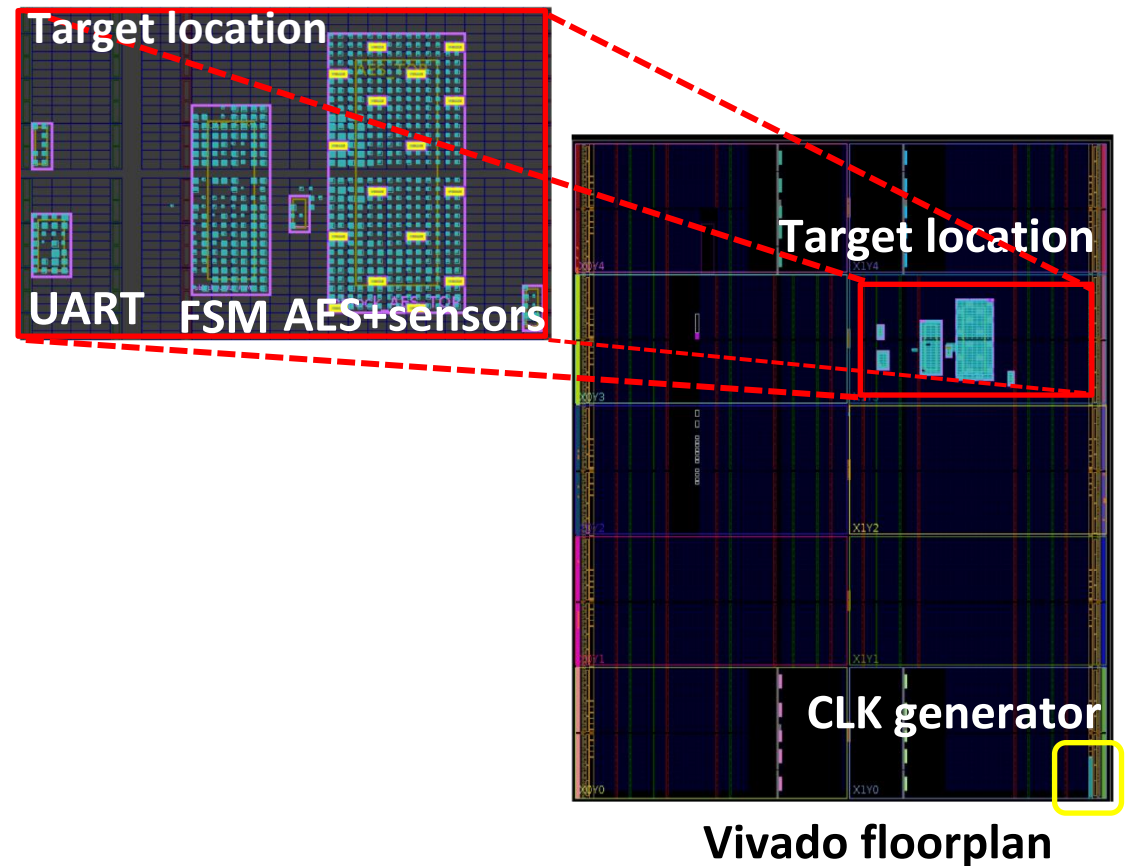 Target location
UART
FSM
AES+sensors
Target location
X0Y4
X1Y4
X0Y3
X1Y2
X1Y1
CLK generator
X0Y0
X1Y0
Vivado floorplan